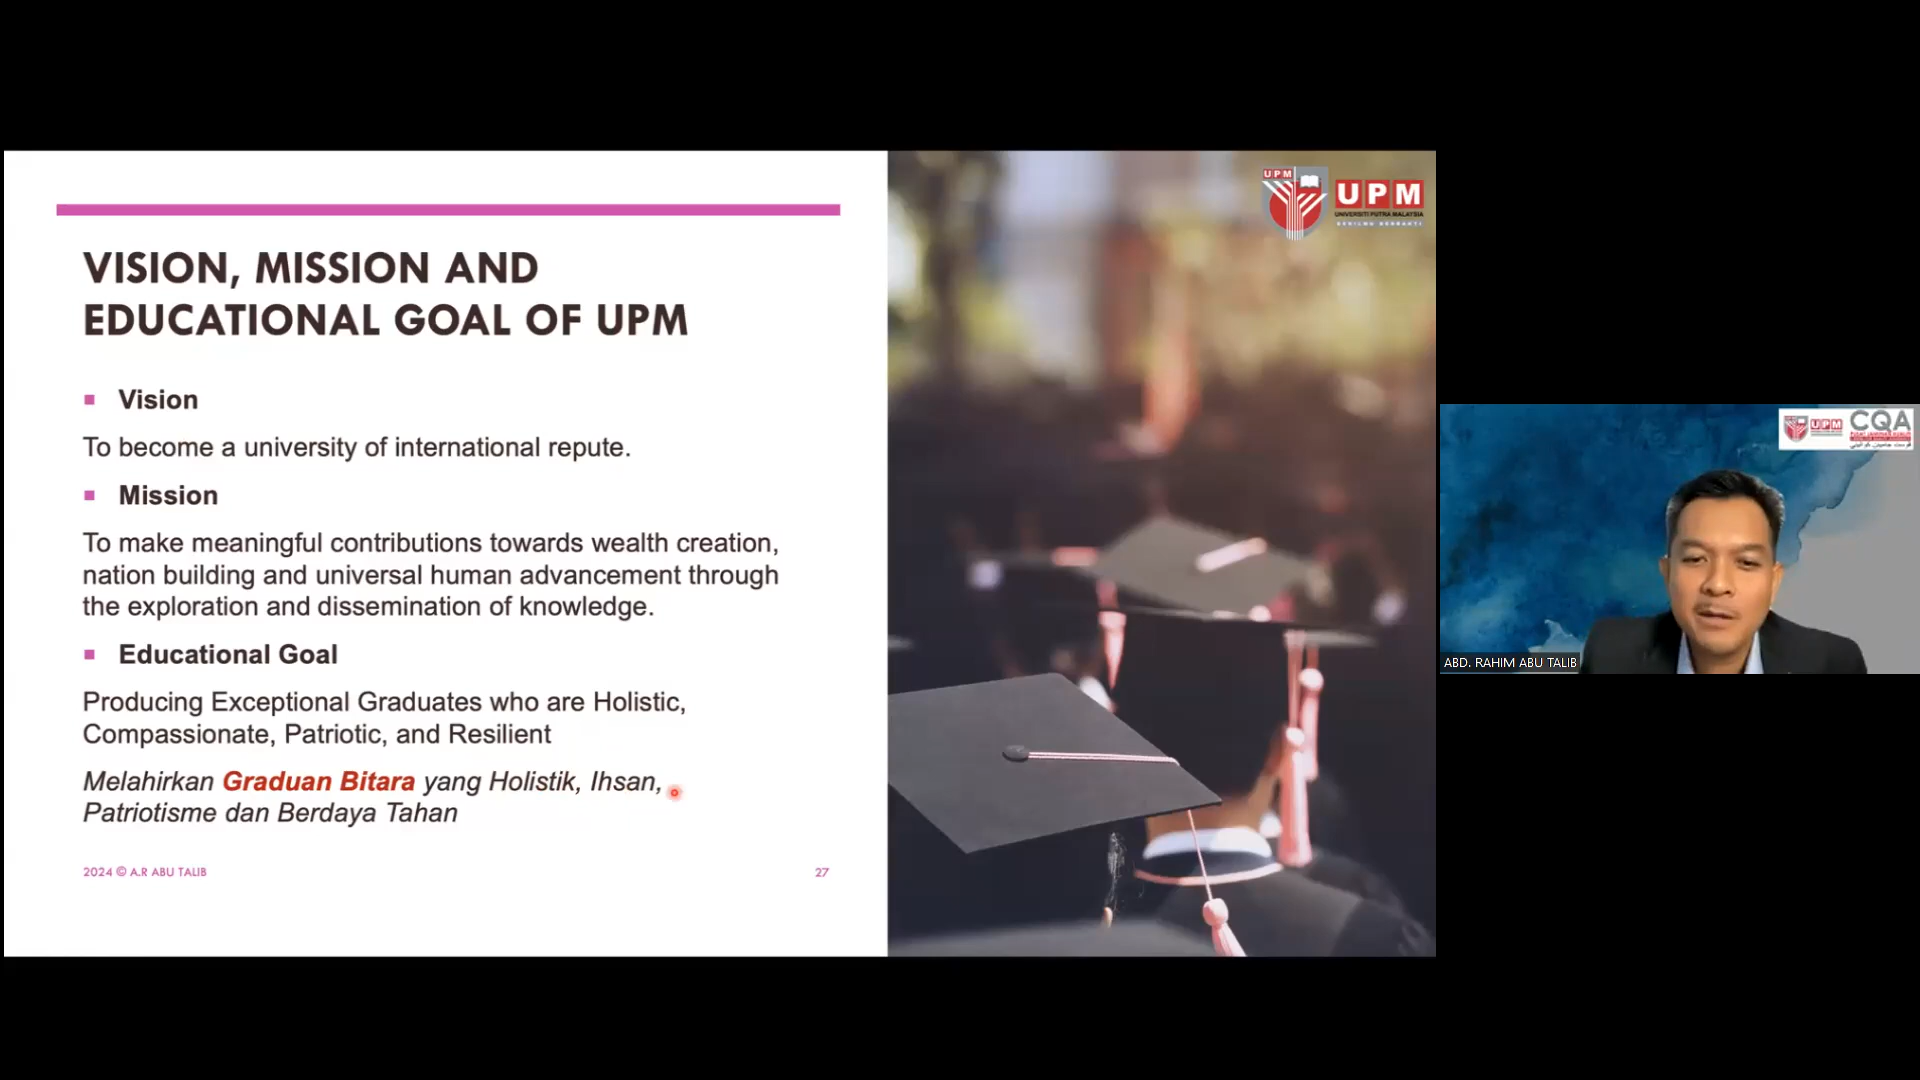 UPM
UPM
UNIVERSITI PUTRA MALAYSIA
BERILMU BERBAKTI
VISION, MISSION AND
EDUCATIONAL GOAL OF UPM
Vision
To become a university of international repute.
Mission
To make meaningful contributions towards wealth creation,
nation building and universal human advancement through
the exploration and dissemination of knowledge.
Educational Goal
Producing Exceptional Graduates who are Holistic,
Compassionate, Patriotic, and Resilient
Melahirkan Graduan Bitara yang Holistik, Ihsan,
Patriotisme dan Berdaya Tahan
2024 © A.R ABU TALIB
27
UPM
CQA
ABD. RAHIM ABU TALIB